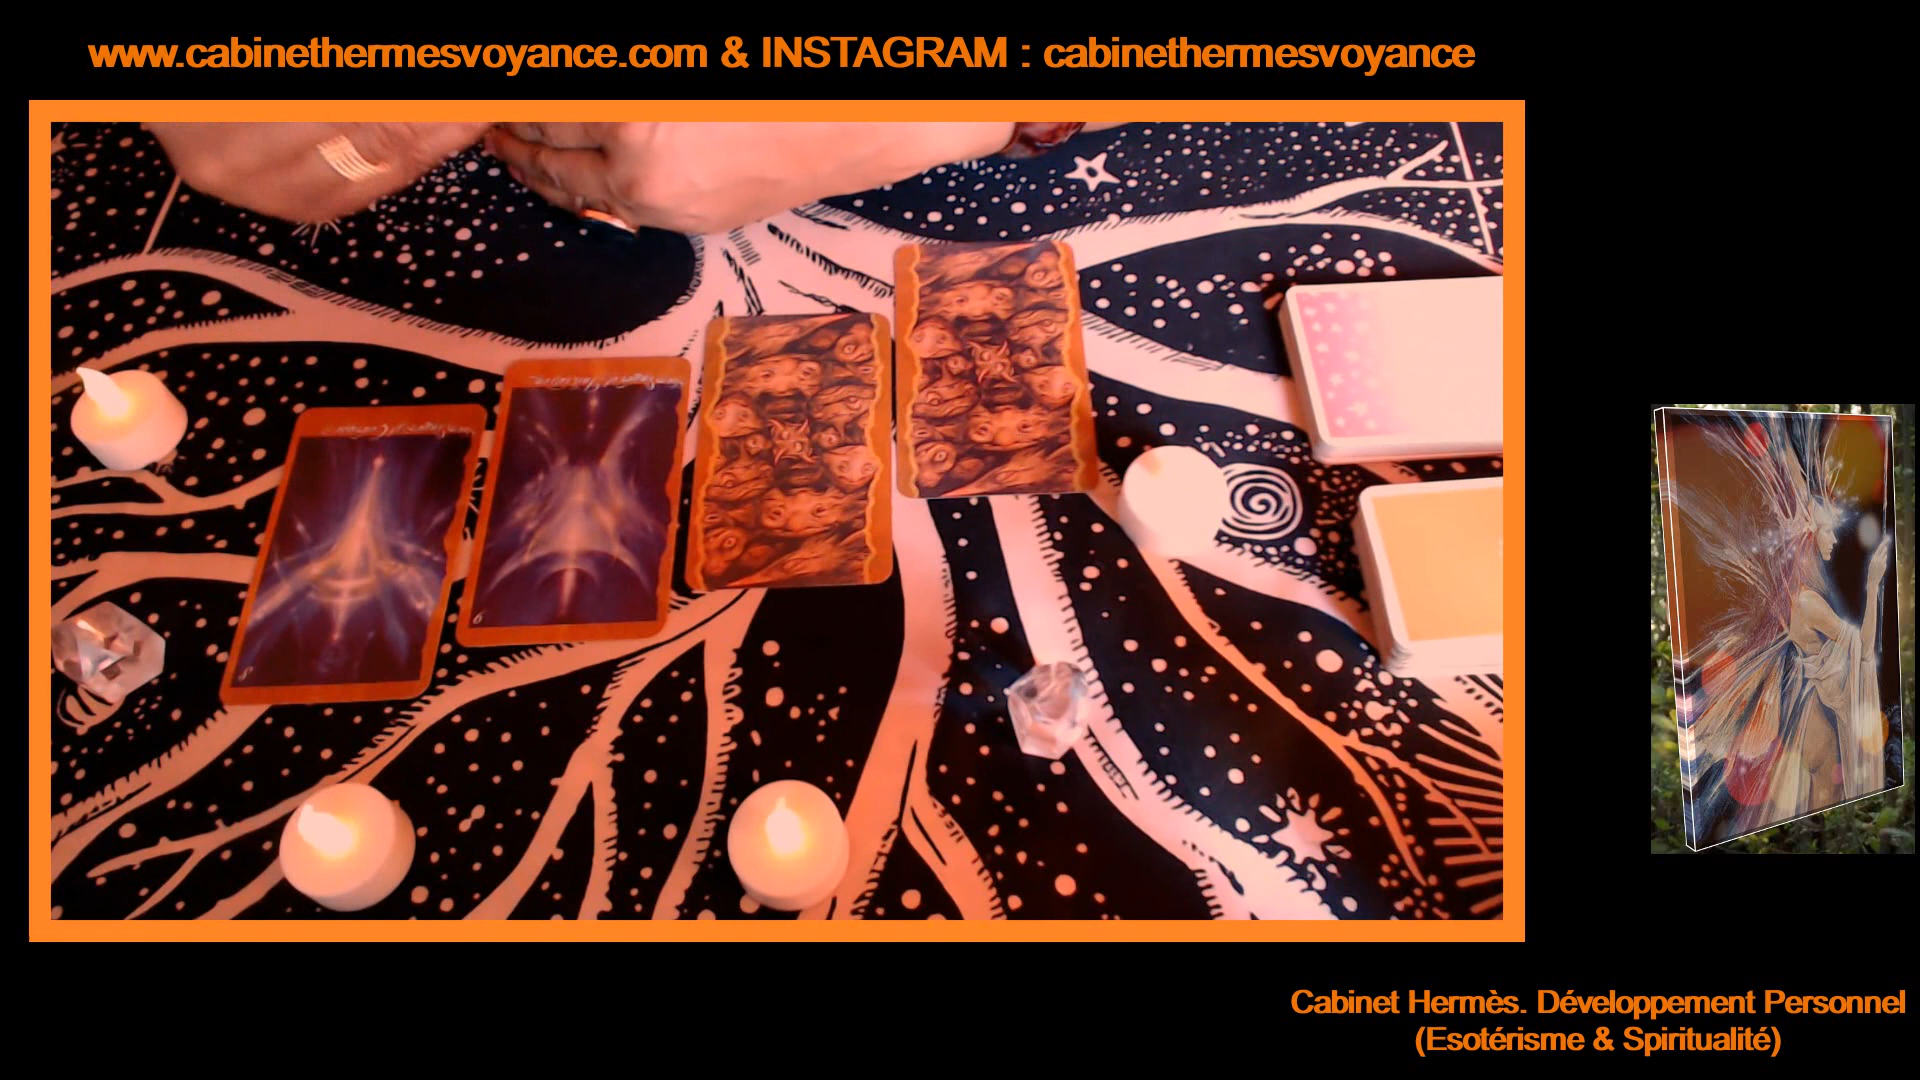 www.cabinethermesvoyance.com & INSTAGRAM : cabinethermesvoyance
Cabinet Hermès. Développement Personnel
(Esotérisme & Spiritualité)